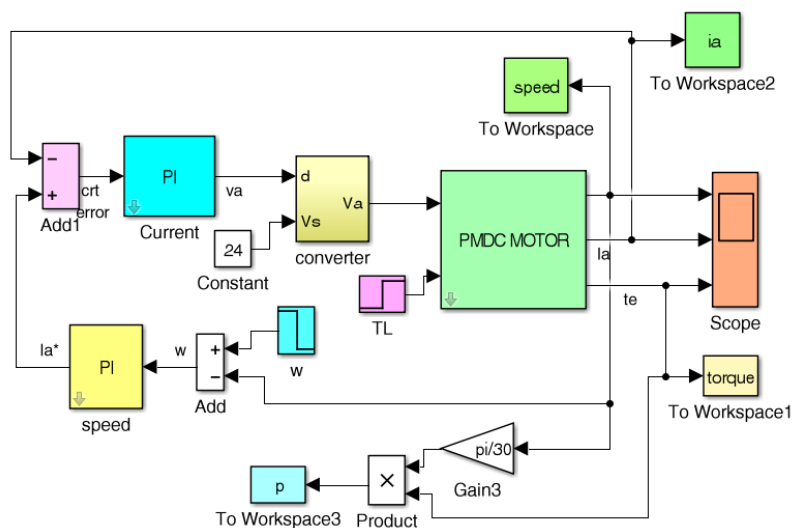 ia
To Workspace2
speed
To Workspace
−
+
Add1
crt
error
PI
Current
va
d
Vs
Va
converter
24
Constant
PMDC MOTOR
Ia
te
TL
Scope
Ia*
PI
speed
w
+
−
Add
w
torque
To Workspace1
pi/30
Gain3
p
To Workspace3
×
Product